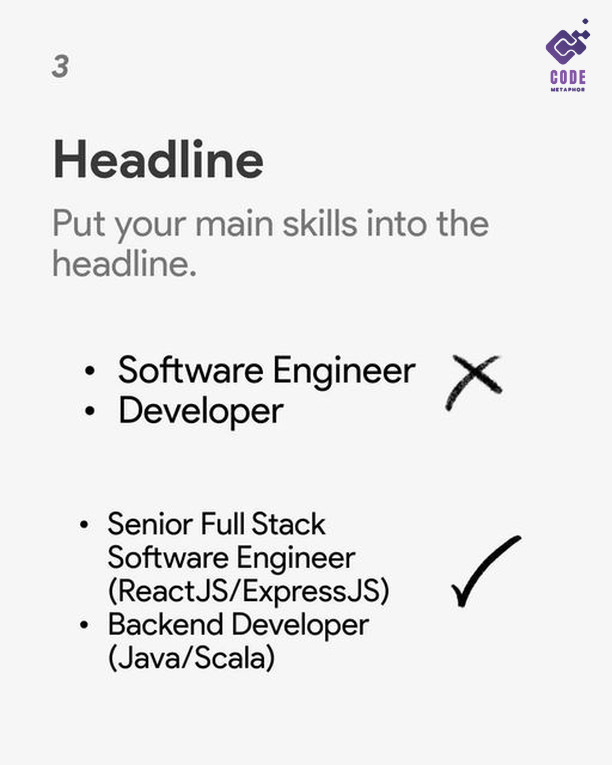 3
CODE
METAPHOR
Headline
Put your main skills into the
headline.
• Software Engineer
• Developer
• Senior Full Stack
Software Engineer
(ReactJS/ExpressJS)
• Backend Developer
(Java/Scala)